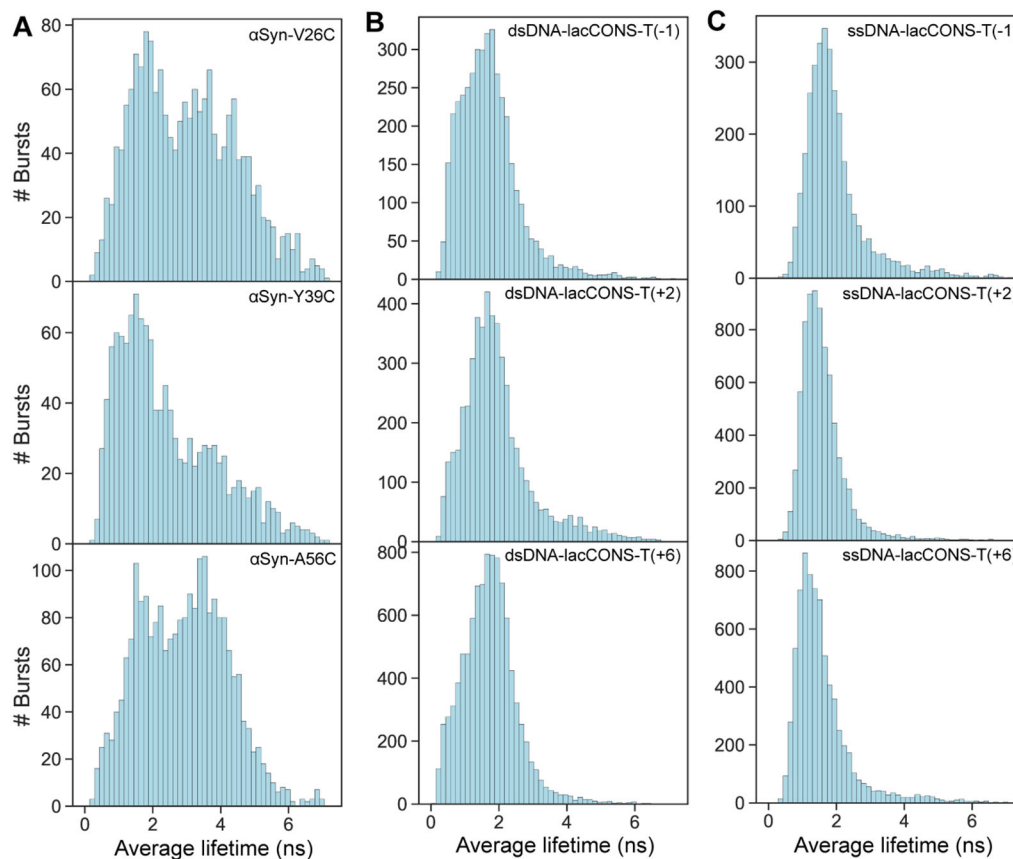 A
B
C
αSyn-V26C
dsDNA-lacCONS-T(-1)
ssDNA-lacCONS-T(-1
80
60
40
20
0
# Bursts
300
250
200
150
100
50
0
300
200
100
0
αSyn-Y39C
dsDNA-lacCONS-T(+2)
ssDNA-lacCONS-T(+2
60
40
20
0
# Bursts
400
300
200
100
0
800
600
400
200
0
αSyn-A56C
dsDNA-lacCONS-T(+6)
ssDNA-lacCONS-T(+6)
100
80
60
40
20
0
# Bursts
800
600
400
200
0
800
600
400
200
0
0 2 4 6
0 2 4 6
0 2 4 6
Average lifetime (ns)
Average lifetime (ns)
Average lifetime (ns)